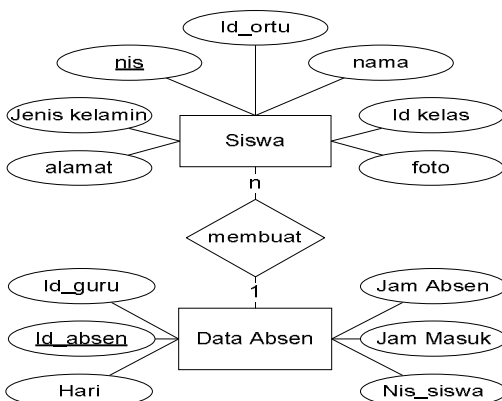 Id_ortu
nis
nama
Jenis kelamin
Id kelas
Siswa
alamat
foto
n
membuat
Id_guru
1
Jam Absen
Id_absen
Data Absen
Jam Masuk
Hari
Nis_siswa